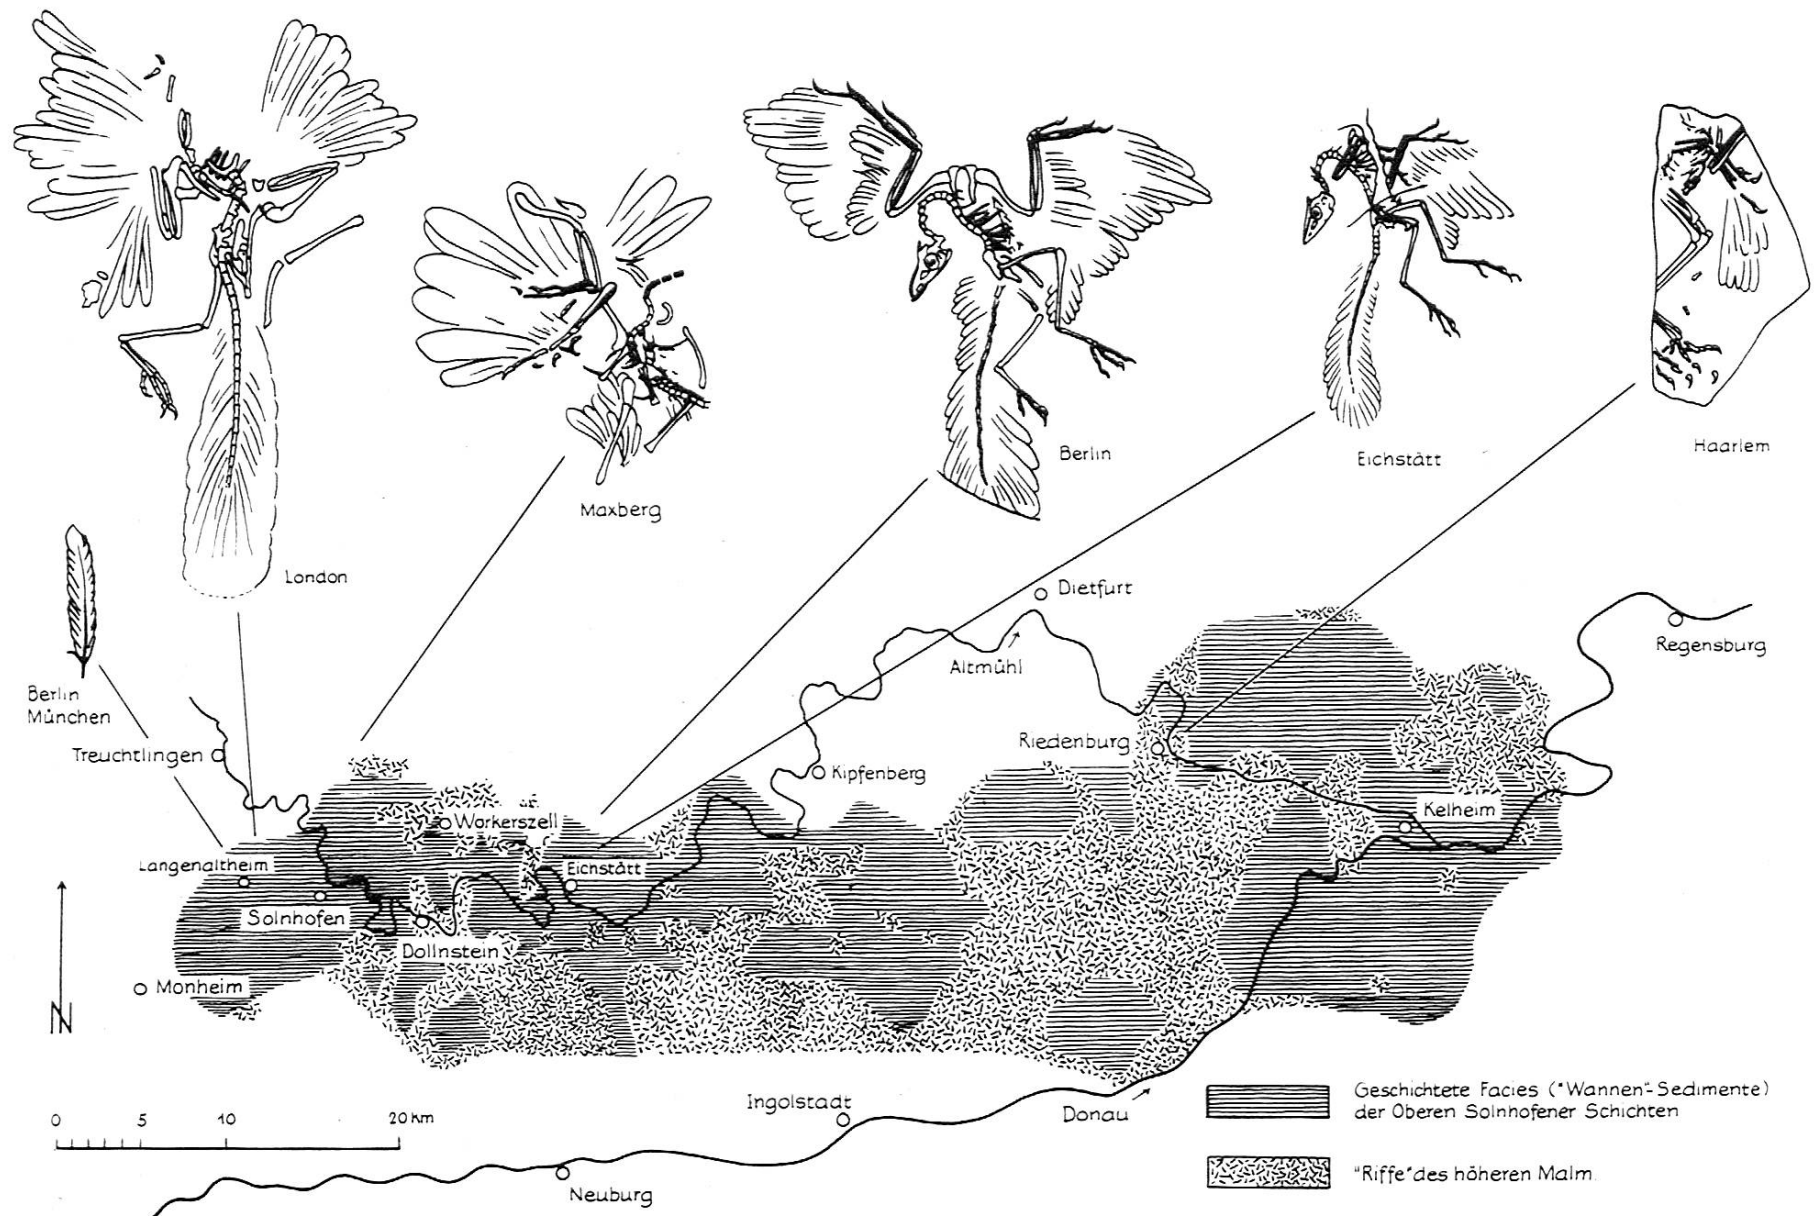 London
Maxberg
Berlin
Eichstätt
Haarlem
Berlin
München
Dietfurt
Altmühl
Regensburg
Treuchtlingen
Riedenburg
Kipfenberg
Kelheim
Workerszell
Langenaltheim
Eichstätt
Solnhofen
Dollnstein
Monheim
N
0 5 10 20 km
Ingolstadt
Donau
Neuburg
Geschichtete Facies ("Wannen"-Sedimente)
der Oberen Solnhofener Schichten
"Riffe" des höheren Malm.